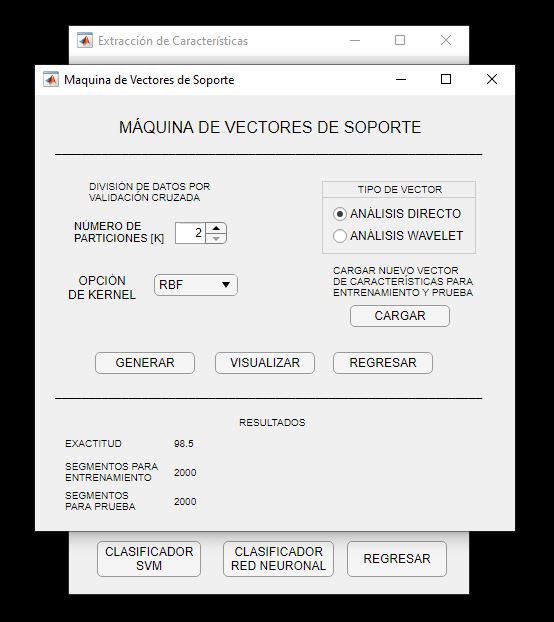 Extracción de Características
Maquina de Vectores de Soporte
MÁQUINA DE VECTORES DE SOPORTE
DIVISIÓN DE DATOS POR
VALIDACIÓN CRUZADA
NÚMERO DE
PARTICIONES [K]
2
TIPO DE VECTOR
ANÁLISIS DIRECTO
ANÁLISIS WAVELET
OPCIÓN
DE KERNEL
RBF
CARGAR NUEVO VECTOR
DE CARACTERÍSTICAS PARA
ENTRENAMIENTO Y PRUEBA
CARGAR
GENERAR
VISUALIZAR
REGRESAR
RESULTADOS
EXACTITUD 98.5
SEGMENTOS PARA
ENTRENAMIENTO
2000
SEGMENTOS
PARA PRUEBA
2000
CLASIFICADOR
SVM
CLASIFICADOR
RED NEURONAL
REGRESAR